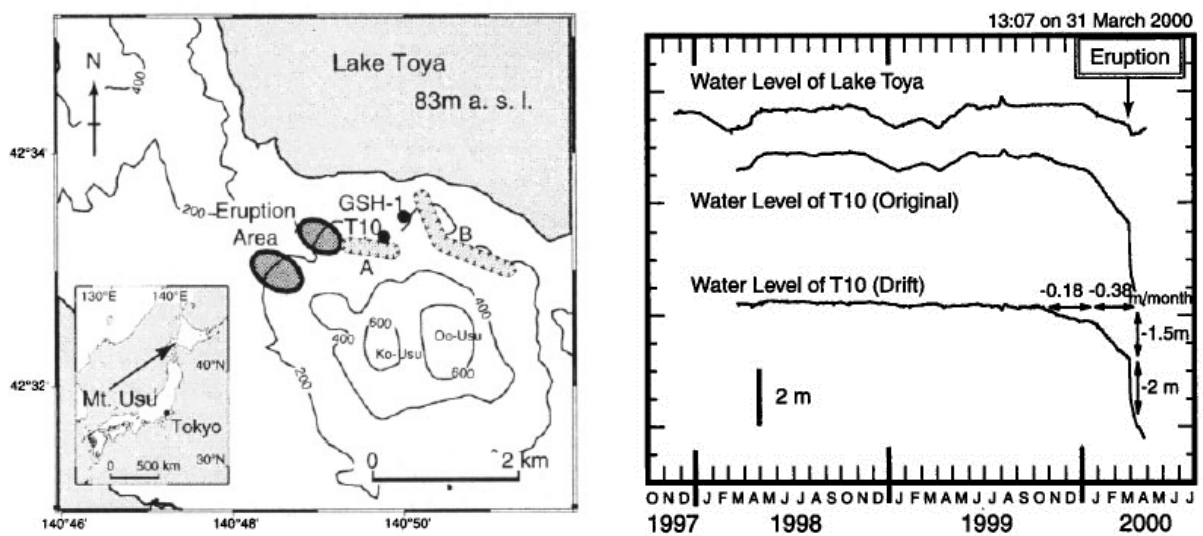 Lake Toya
83m a. s. l.
N
400
42°34'
200
Eruption
Area
GSH-1
T10
A
B
400
600
Oo-Usu
Ko-Usu
400
600
200
42°32'
130°E
140°E
40°N
Mt. Usu
Tokyo
0 500 km
30°N
0 2 km
140°46'
140°48'
140°50'
13:07 on 31 March 2000
Eruption
Water Level of Lake Toya
Water Level of T10 (Original)
Water Level of T10 (Drift)
-0.18
-0.38
m/month
-1.5m
-2 m
2 m
O N D J F M A M J J A S O N D J F M A M J J A S O N D J F M A M J J
1997
1998
1999
2000